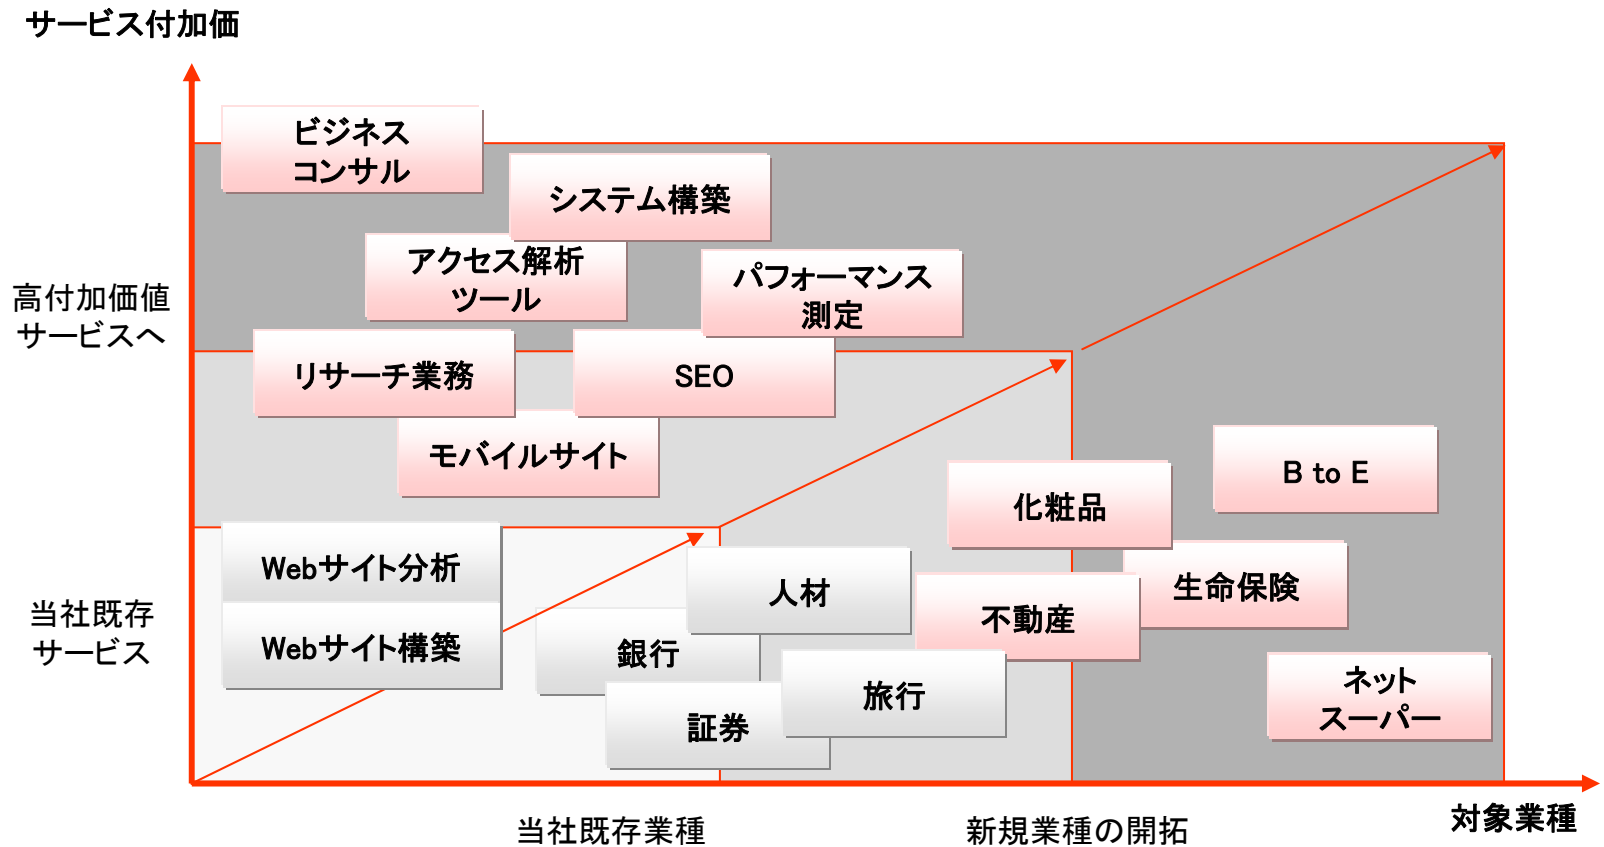 サービス付加価
ビジネス
コンサル
システム構築
アクセス解析
ツール
パフォーマンス
測定
高付加価値
サービスへ
リサーチ業務
SEO
モバイルサイト
B to E
化粧品
Webサイト分析
人材
生命保険
不動産
当社既存
サービス
Webサイト構築
銀行
旅行
ネット
スーパー
証券
当社既存業種
新規業種の開拓
対象業種